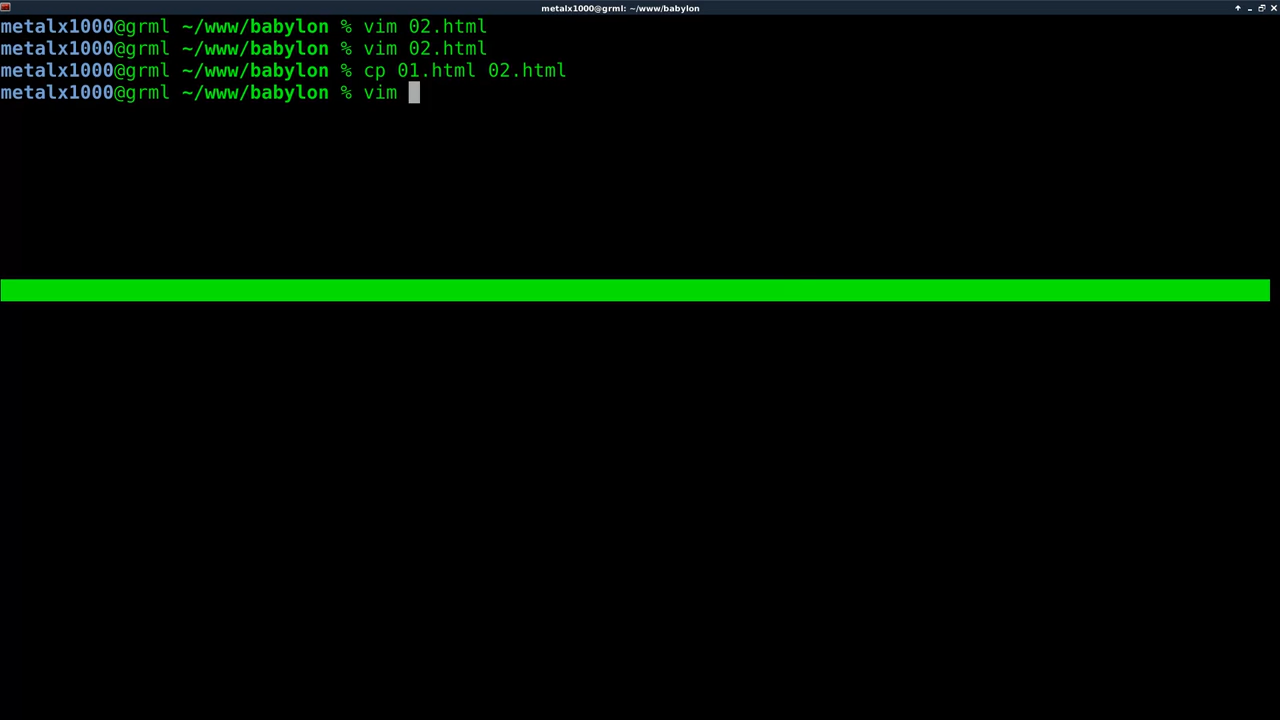 metalx1000@grml: ~/www/babylon
metalx1000@grml ~/www/babylon % vim 02.html
metalx1000@grml ~/www/babylon % vim 02.html
metalx1000@grml ~/www/babylon % cp 01.html 02.html
metalx1000@grml ~/www/babylon % vim